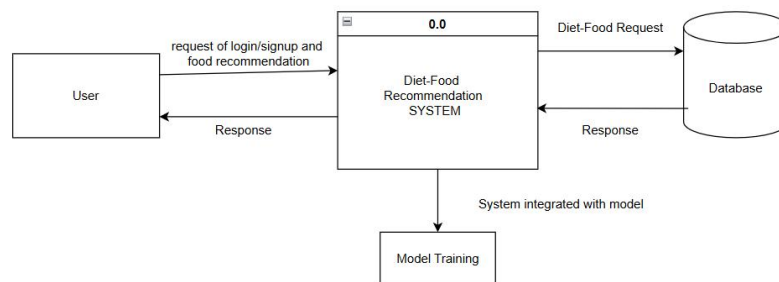 0.0
request of login/signup and
food recommendation
Diet-Food Request
User
Diet-Food
Recommendation
SYSTEM
Database
Response
Response
System integrated with model
Model Training